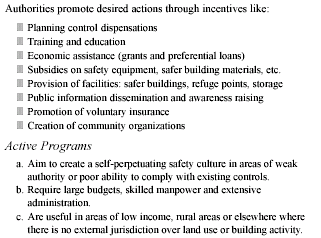 Authorities promote desired actions through incentives like:
Planning control dispensations
Training and education
Economic assistance (grants and preferential loans)
Subsidies on safety equipment, safer building materials, etc.
Provision of facilities: safer buildings, refuge points, storage
Public information dissemination and awareness raising
Promotion of voluntary insurance
Creation of community organizations
Active Programs
a. Aim to create a self-perpetuating safety culture in areas of weak
authority or poor ability to comply with existing controls.
b. Require large budgets, skilled manpower and extensive
administration.
c. Are useful in areas of low income, rural areas or elsewhere where
there is no external jurisdiction over land use or building activity.